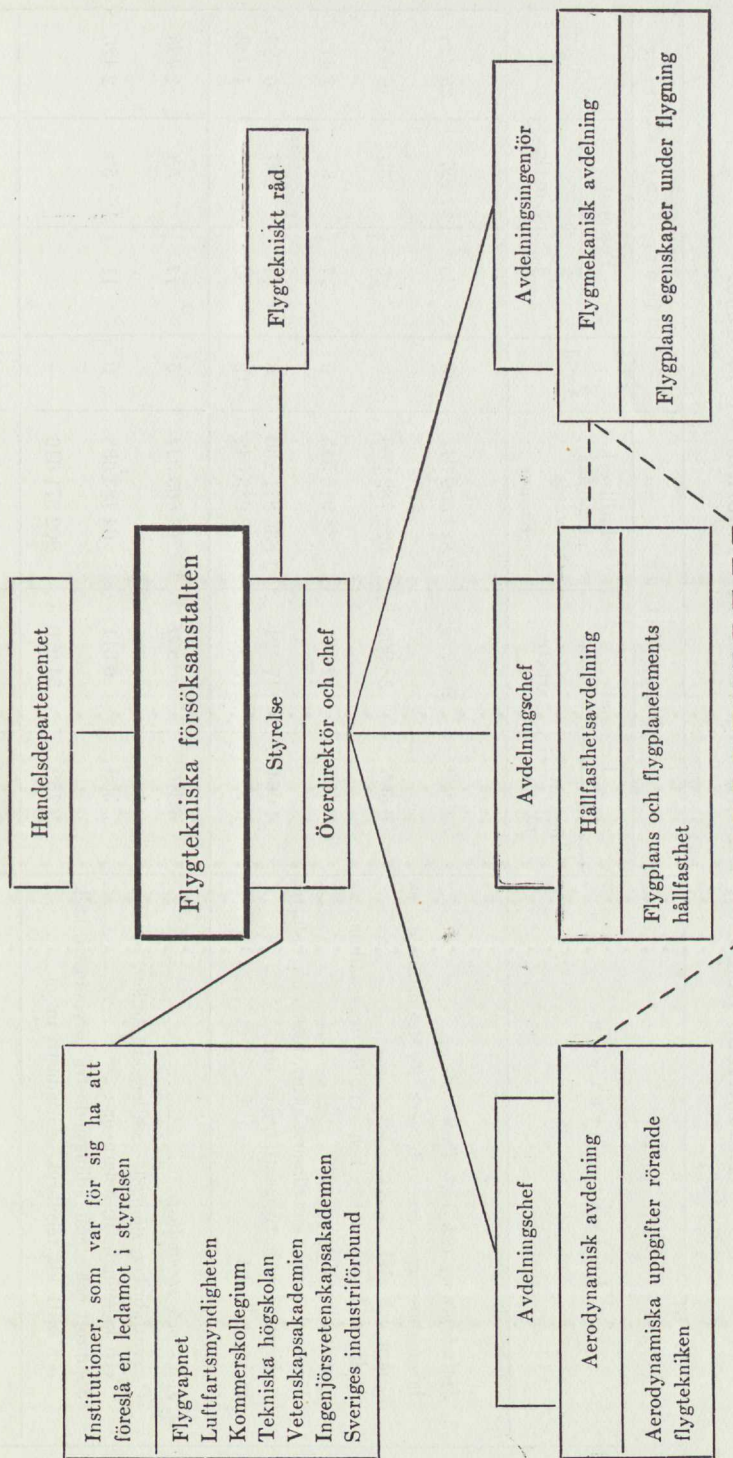 Handelsdepartementet
Flygtekniska försöksanstalten
Styrelse
Överdirektör och chef
Flygtekniskt råd
Institutioner, som var för sig ha att
föreslå en ledamot i styrelsen
Flygvapnet
Luftfartsmyndigheten
Kommerskollegium
Tekniska högskolan
Vetenskapsakademien
Ingenjörsvetenskapsakademien
Sveriges industriförbund
Avdelningschef
Aerodynamisk avdelning
Aerodynamiska uppgifter rörande
flygtekniken
Avdelningschef
Hållfasthetsavdelning
Flygplans och flygplanelements
hållfasthet
Avdelningsingenjör
Flygmekanisk avdelning
Flygplans egenskaper under flygning